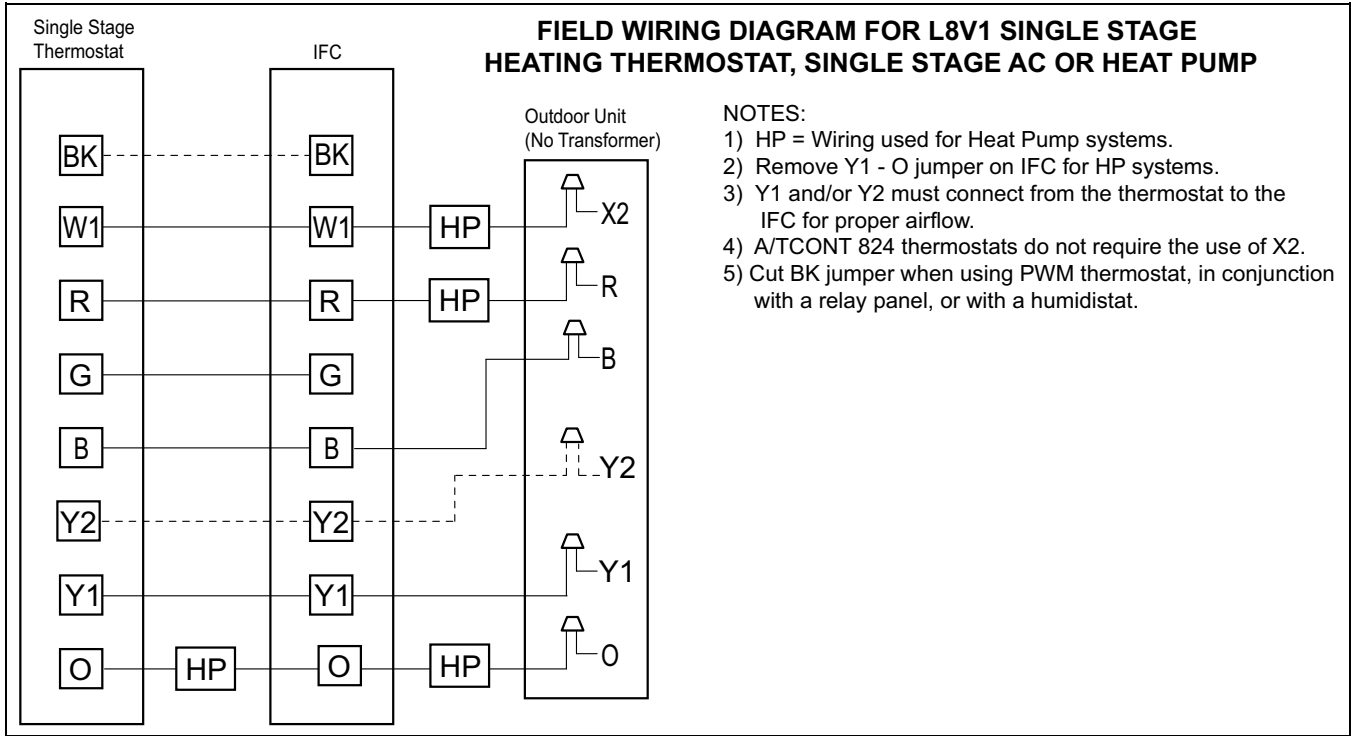 Single Stage
Thermostat
IFC
FIELD WIRING DIAGRAM FOR L8V1 SINGLE STAGE
HEATING THERMOSTAT, SINGLE STAGE AC OR HEAT PUMP
Outdoor Unit
(No Transformer)
NOTES:
1) HP = Wiring used for Heat Pump systems.
2) Remove Y1 - O jumper on IFC for HP systems.
3) Y1 and/or Y2 must connect from the thermostat to the
IFC for proper airflow.
4) A/TCONT 824 thermostats do not require the use of X2.
5) Cut BK jumper when using PWM thermostat, in conjunction
with a relay panel, or with a humidistat.
BK BK
W1 W1 HP X2
R R HP R
G G
B B B
Y2 Y2 Y2
Y1 Y1 Y1
O HP O HP O